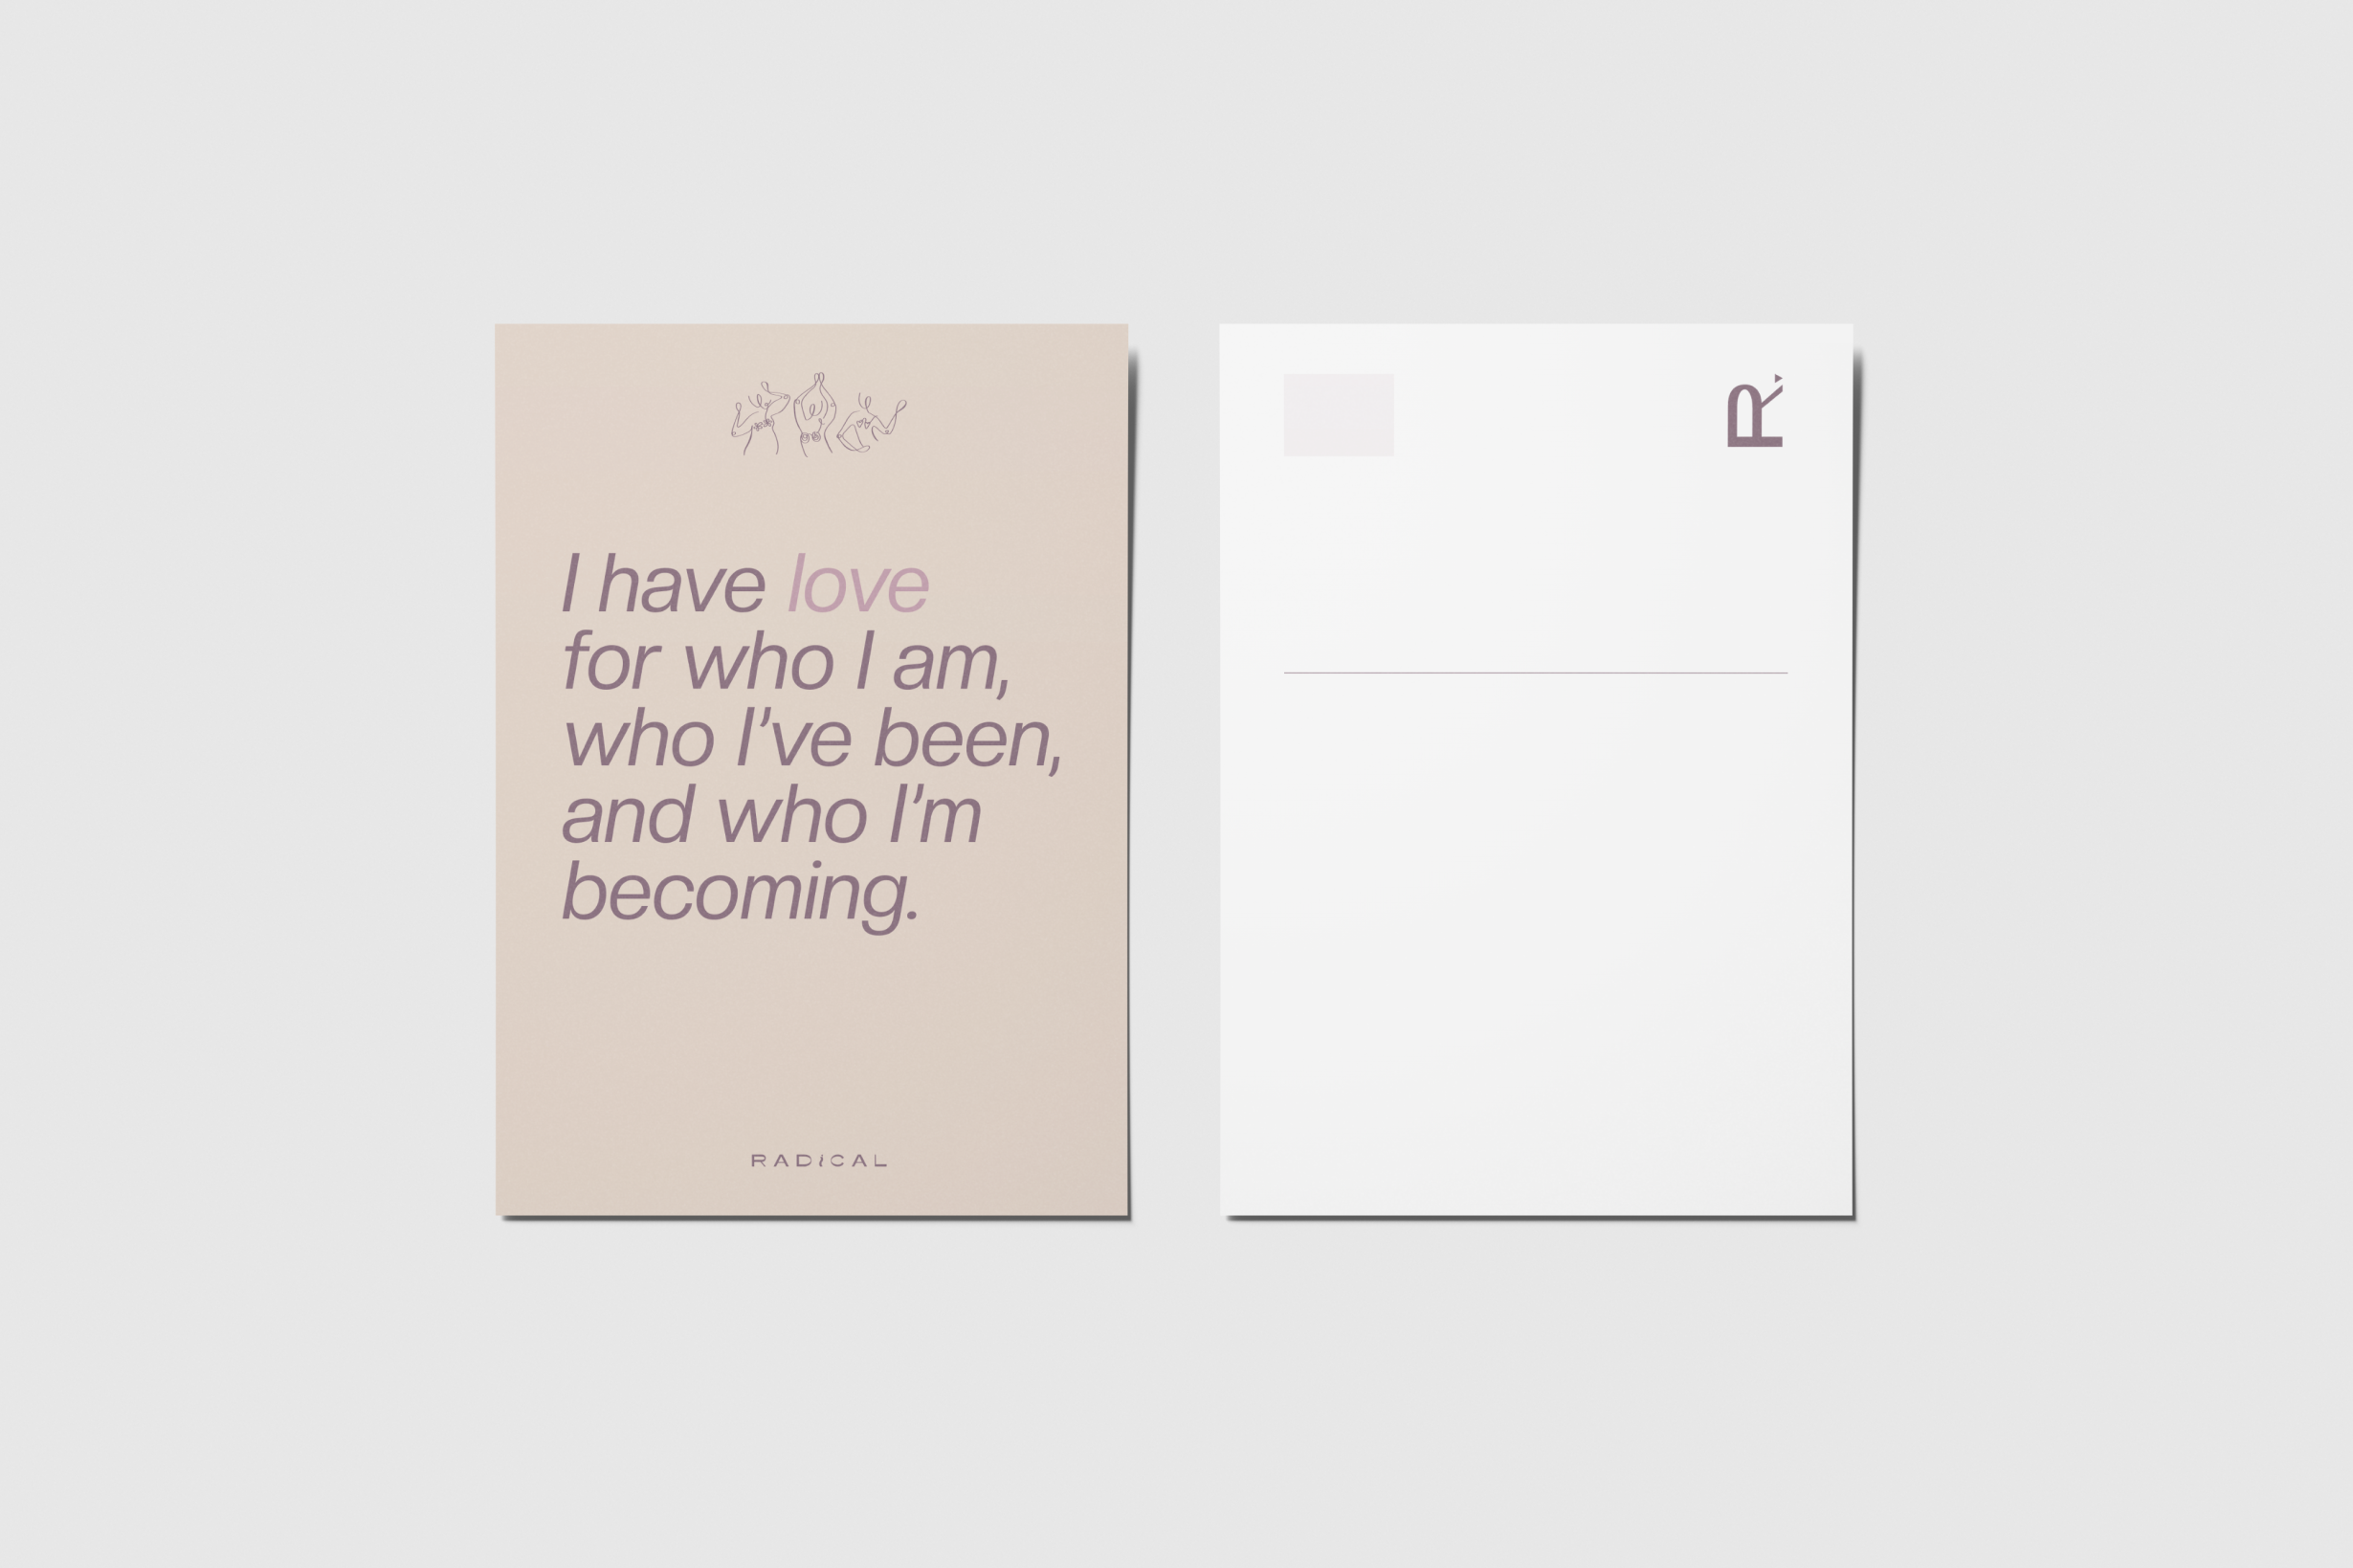 I have love
for who I am,
who I've been,
and who I'm
becoming.
RADICAL
R